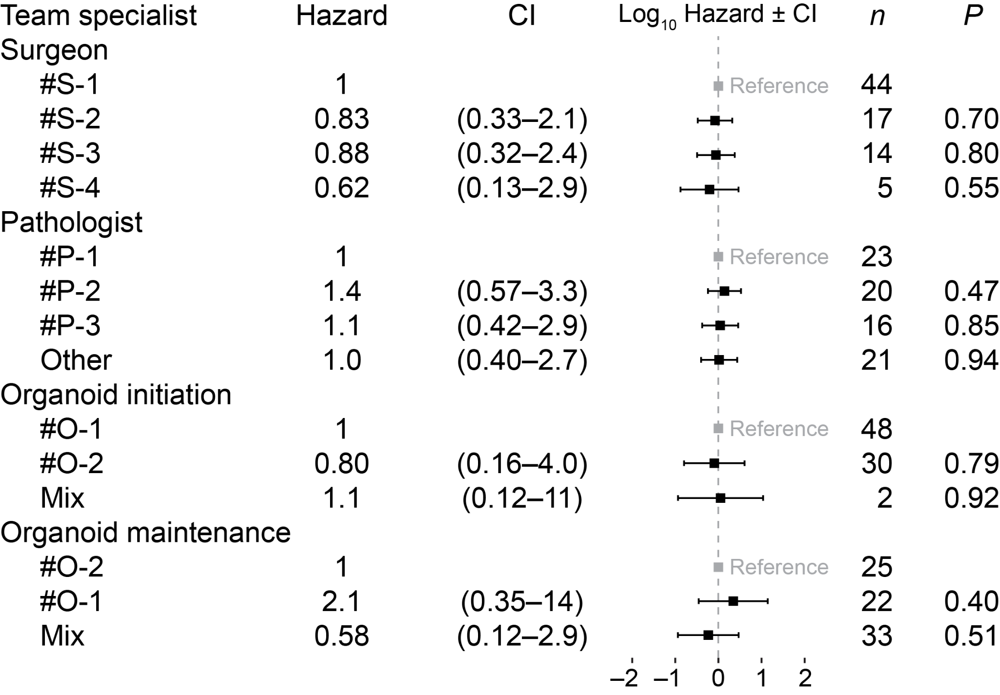 Team specialist Hazard CI Log10 Hazard ± CI n P
Surgeon
#S-1 1 Reference 44
#S-2 0.83 (0.33–2.1) 17 0.70
#S-3 0.88 (0.32–2.4) 14 0.80
#S-4 0.62 (0.13–2.9) 5 0.55
Pathologist
#P-1 1 Reference 23
#P-2 1.4 (0.57–3.3) 20 0.47
#P-3 1.1 (0.42–2.9) 16 0.85
Other 1.0 (0.40–2.7) 21 0.94
Organoid initiation
#O-1 1 Reference 48
#O-2 0.80 (0.16–4.0) 30 0.79
Mix 1.1 (0.12–11) 2 0.92
Organoid maintenance
#O-2 1 Reference 25
#O-1 2.1 (0.35–14) 22 0.40
Mix 0.58 (0.12–2.9) 33 0.51
–2 –1 0 1 2